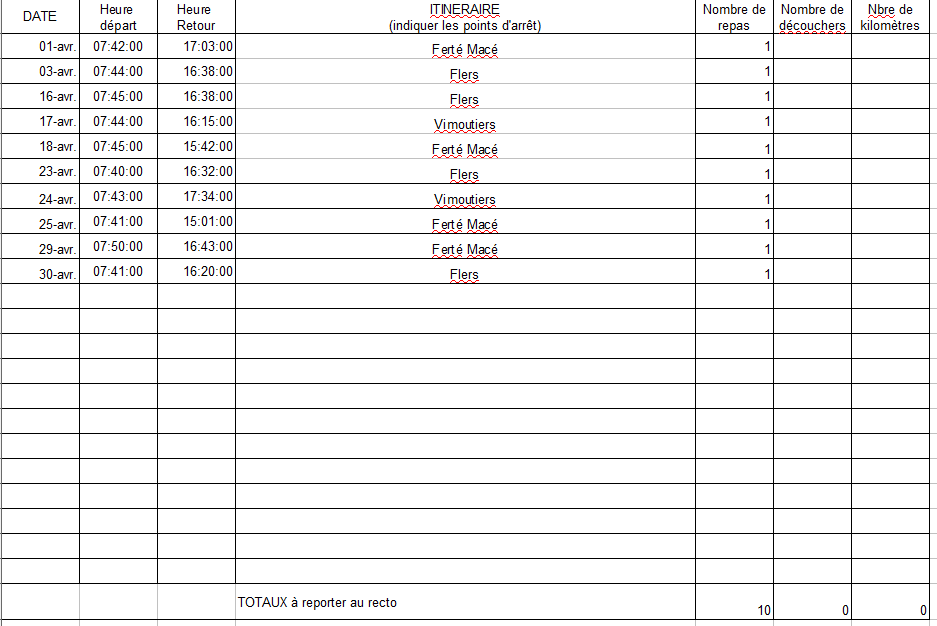 DATE Heure départ Heure Retour ITINERAIRE (indiquer les points d'arrêt) Nombre de repas Nombre de découchers Nbre de kilomètres
01-avr. 07:42:00 17:03:00 Ferté Macé 1
03-avr. 07:44:00 16:38:00 Flers 1
16-avr. 07:45:00 16:38:00 Flers 1
17-avr. 07:44:00 16:15:00 Vimoutiers 1
18-avr. 07:45:00 15:42:00 Ferté Macé 1
23-avr. 07:40:00 16:32:00 Flers 1
24-avr. 07:43:00 17:34:00 Vimoutiers 1
25-avr. 07:41:00 15:01:00 Ferté Macé 1
29-avr. 07:50:00 16:43:00 Ferté Macé 1
30-avr. 07:41:00 16:20:00 Flers 1
TOTAUX à reporter au recto 10 0 0